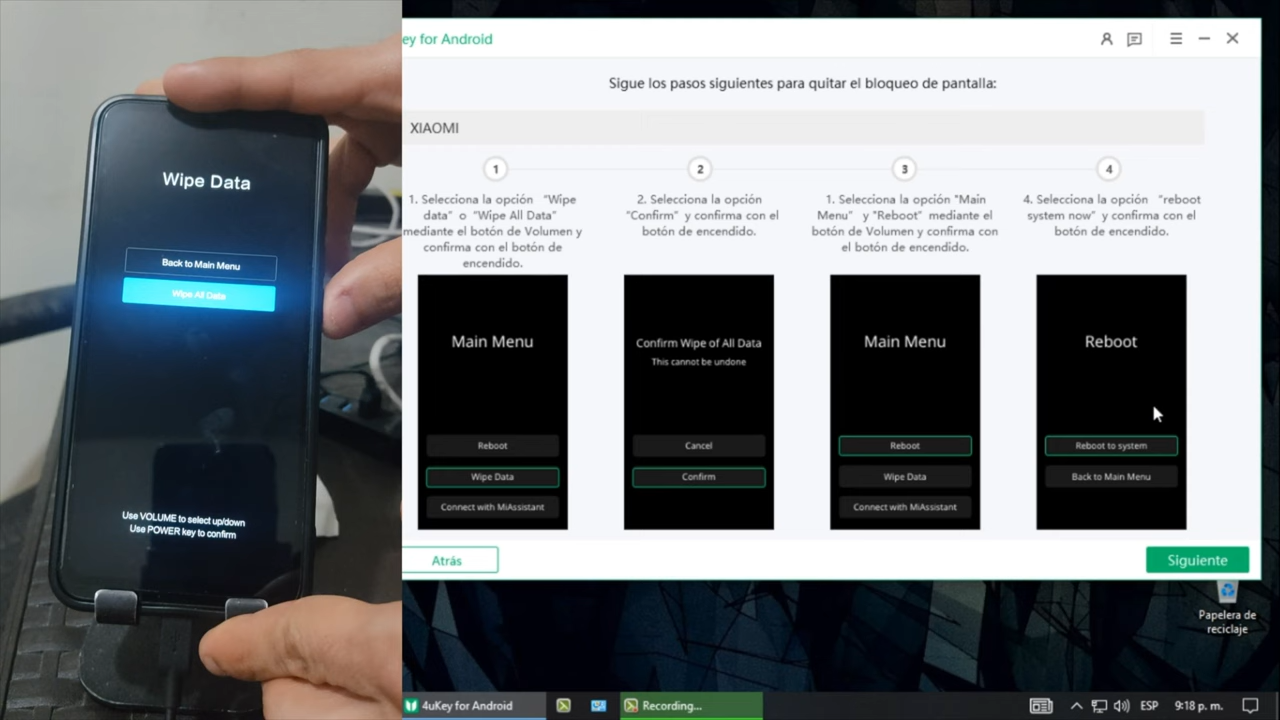 Wipe Data
Back to Main Menu
Wipe All Data
Use VOLUME to select up/down
Use POWER key to confirm
ey for Android
Sigue los pasos siguientes para quitar el bloqueo de pantalla:
XIAOMI
1
1. Selecciona la opción "Wipe
data" o "Wipe All Data"
mediante el botón de Volumen y
confirma con el botón de
encendido.
Main Menu
Reboot
Wipe Data
Connect with MiAssistant
2
2. Selecciona la opción
"Confirm" y confirma con el
botón de encendido.
Confirm Wipe of All Data
This cannot be undone
Cancel
Confirm
3
1. Selecciona la opción "Main
Menu" y "Reboot" mediante el
botón de Volumen y confirma con
el botón de encendido.
Main Menu
Reboot
Wipe Data
Connect with MiAssistant
4
4. Selecciona la opción "reboot
system now" y confirma con el
botón de encendido.
Reboot
Reboot to system
Back to Main Menu
Atrás
Siguiente
Papelera de
reciclaje
4uKey for Android
Recording...
ESP
9:18 p. m.